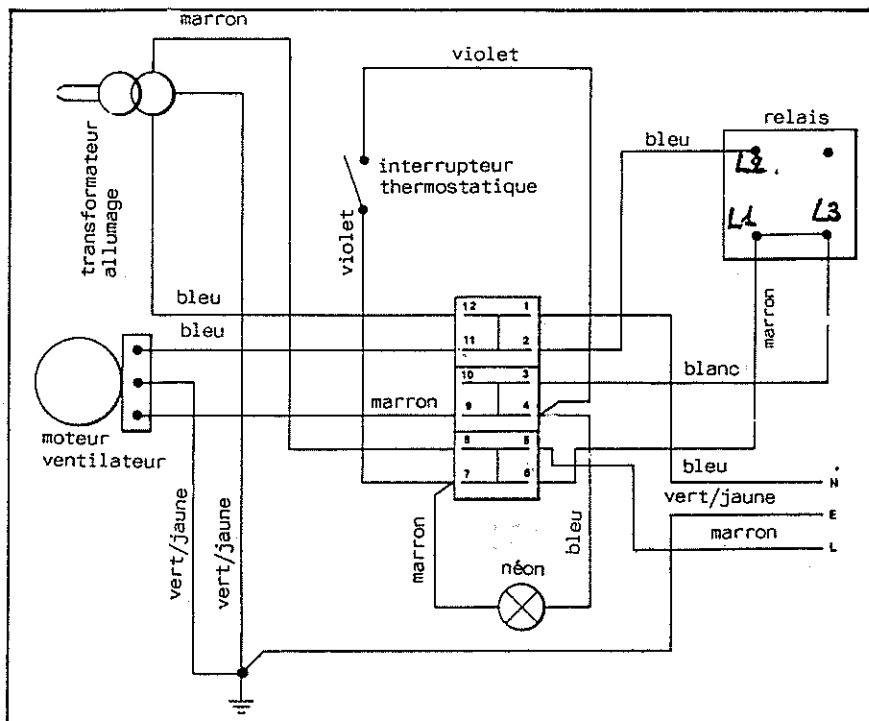 marron
violet
relais
bleu
L2.
interrupteur
thermostatique
L1 L3
transformateur
allumage
violet
bleu
12 1
bleu
11 2
marron
10 3
blanc
marron
9 4
moteur
ventilateur
8 5
7 6
bleu
N
vert/jaune
E
marron
L
vert/jaune
vert/jaune
marron
bleu
néon